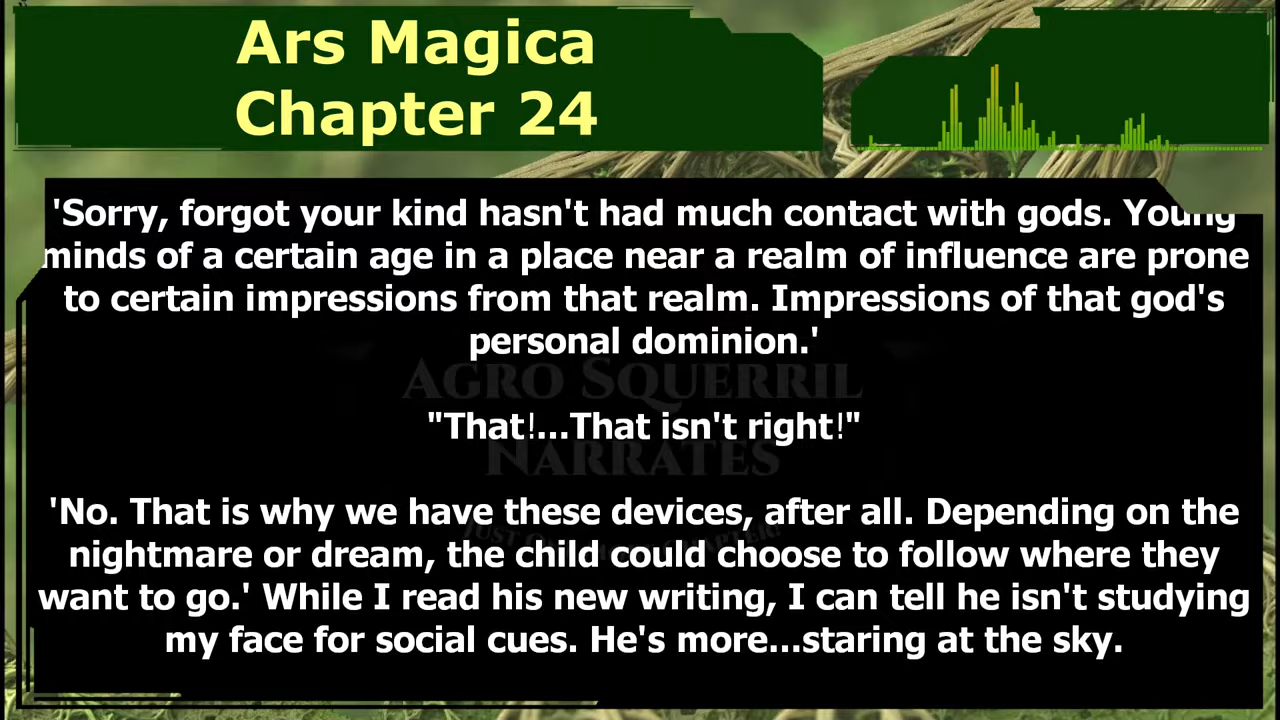 Ars Magica
Chapter 24
'Sorry, forgot your kind hasn't had much contact with gods. Young
minds of a certain age in a place near a realm of influence are prone
to certain impressions from that realm. Impressions of that god's
personal dominion.'
Agro Squerril
"That!...That isn't right!"
Narrates
'No. That is why we have these devices, after all. Depending on the
nightmare or dream, the child could choose to follow where they
want to go.' While I read his new writing, I can tell he isn't studying
my face for social cues. He's more...staring at the sky.